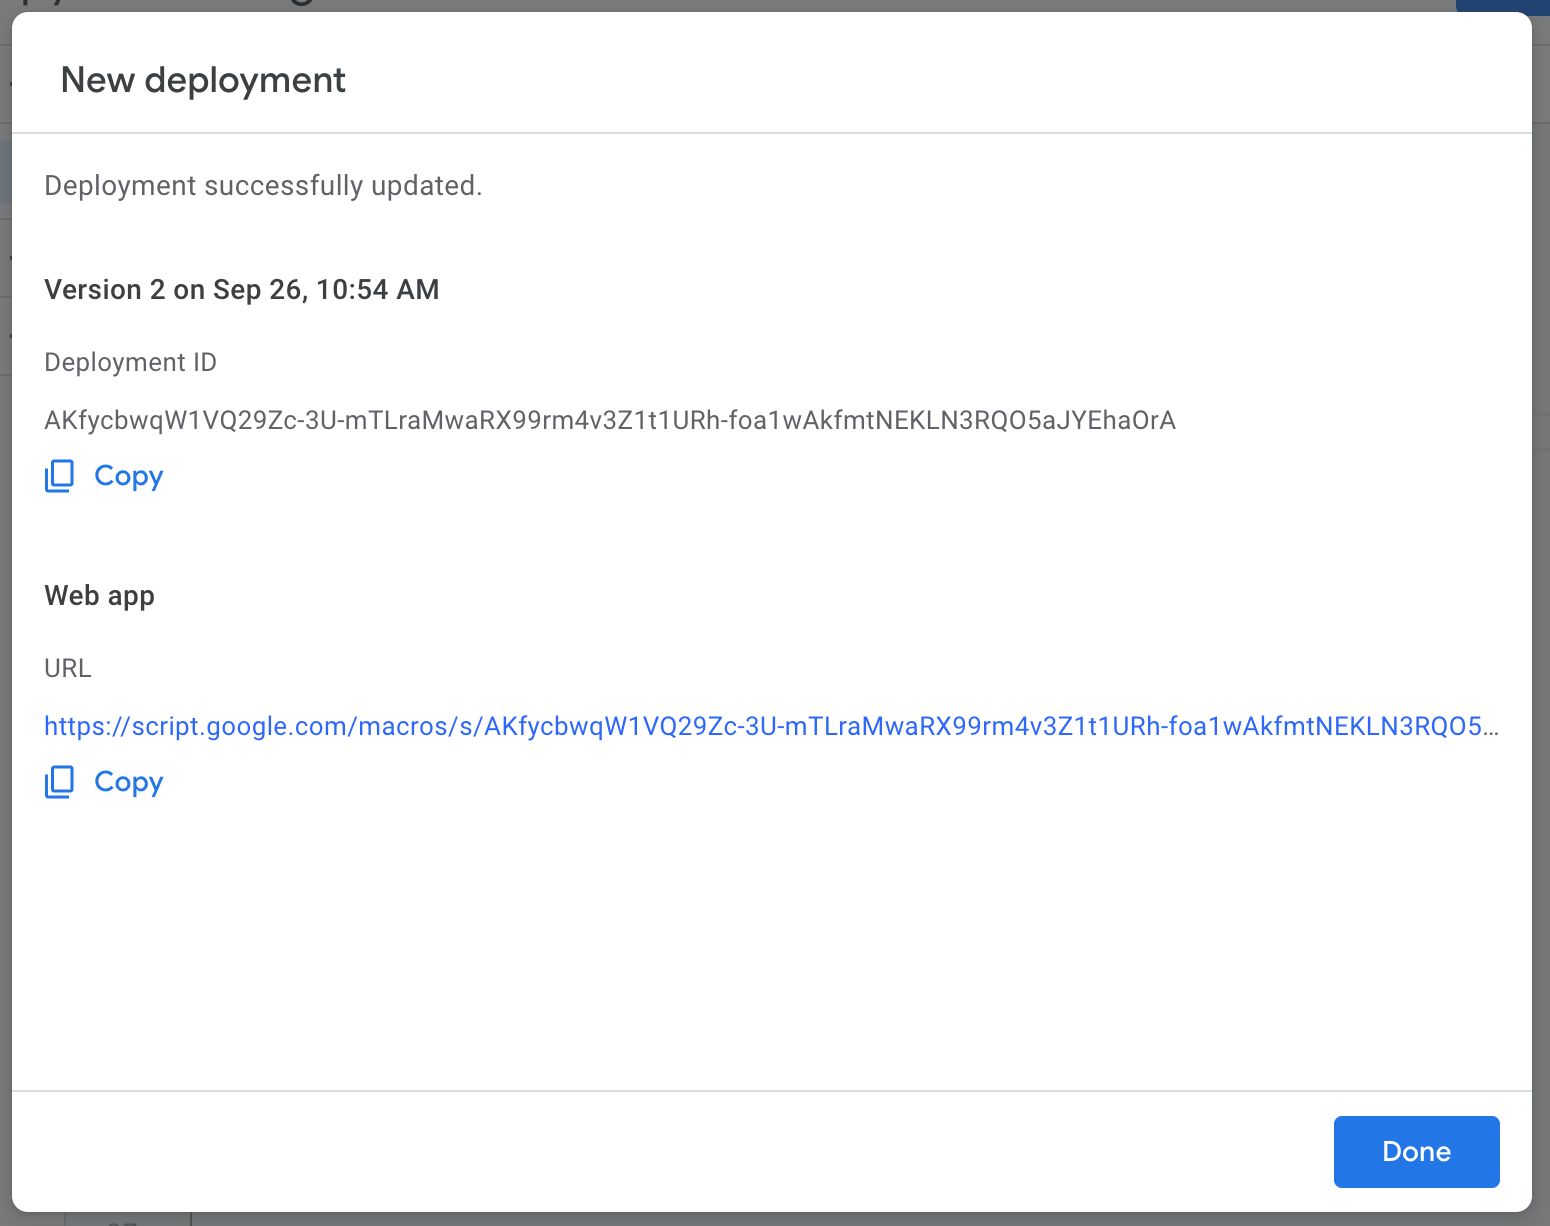 New deployment
Deployment successfully updated.
Version 2 on Sep 26, 10:54 AM
Deployment ID
AKfycbwqW1VQ29Zc-3U-mTLraMwaRX99rm4v3Z1t1URh-foa1wAkfmtNEKLN3RQO5aJYEhaOrA
Copy
Web app
URL
https://script.google.com/macros/s/AKfycbwqW1VQ29Zc-3U-mTLraMwaRX99rm4v3Z1t1URh-foa1wAkfmtNEKLN3RQO5...
Copy
Done